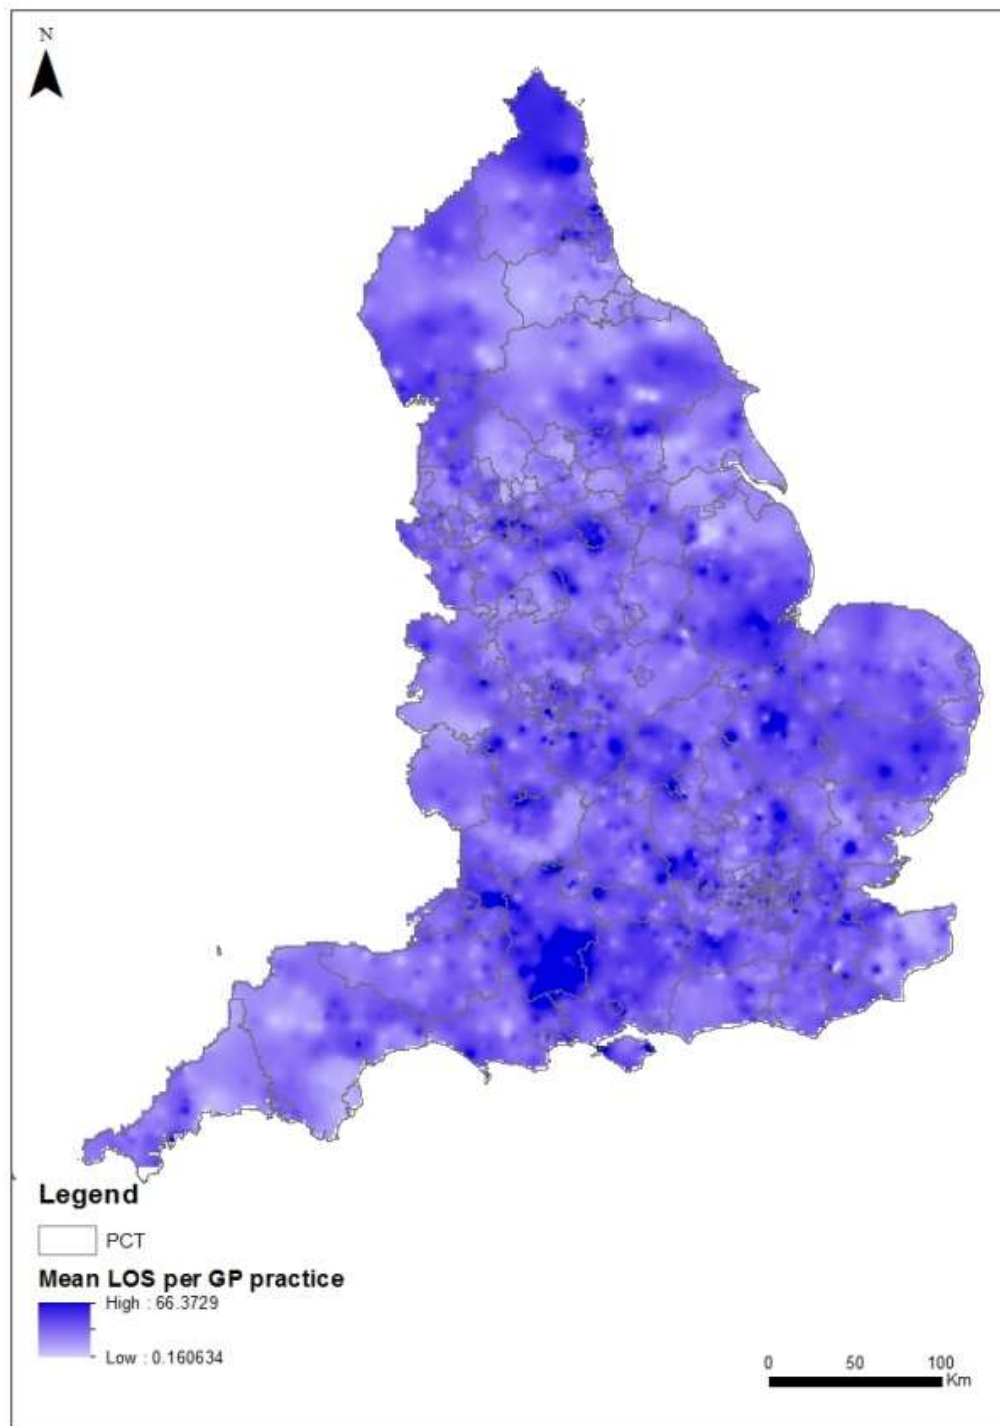 N
Legend
PCT
Mean LOS per GP practice
High : 66.3729
Low : 0.160634
0 50 100
Km